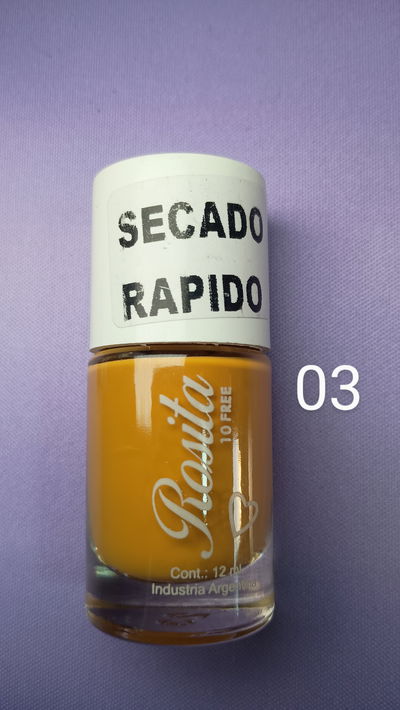 SECADO
RAPIDO
03
Rosita
10 FREE
Cont.: 12 ml
Industria Argentina